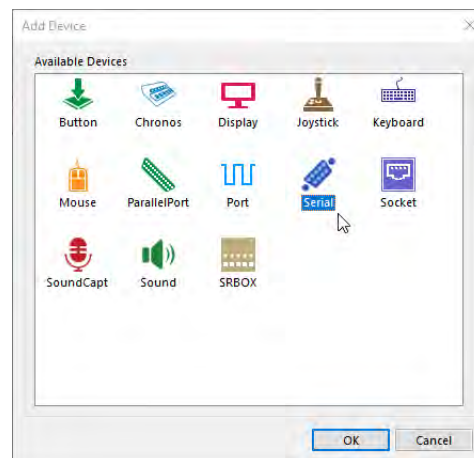 Add Device
Available Devices
Button Chronos Display Joystick Keyboard
Mouse ParallelPort Port Serial Socket
SoundCapt Sound SRBOX
OK Cancel